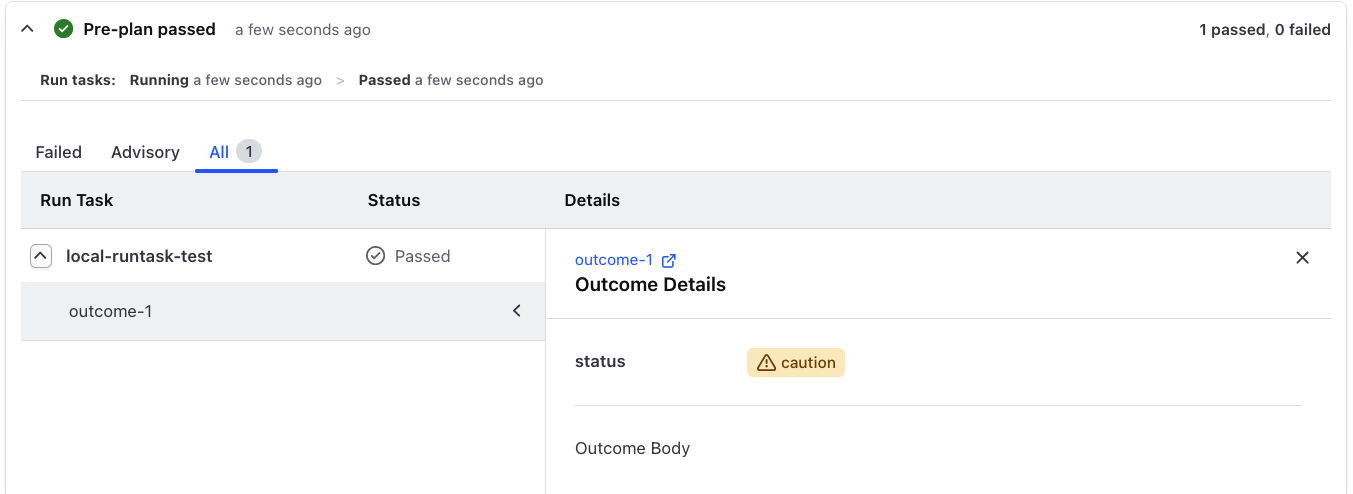 Pre-plan passed a few seconds ago 1 passed, 0 failed
Run tasks: Running a few seconds ago > Passed a few seconds ago
Failed Advisory All 1
Run Task Status Details
local-runtask-test Passed
outcome-1
Outcome Details
outcome-1
status caution
Outcome Body